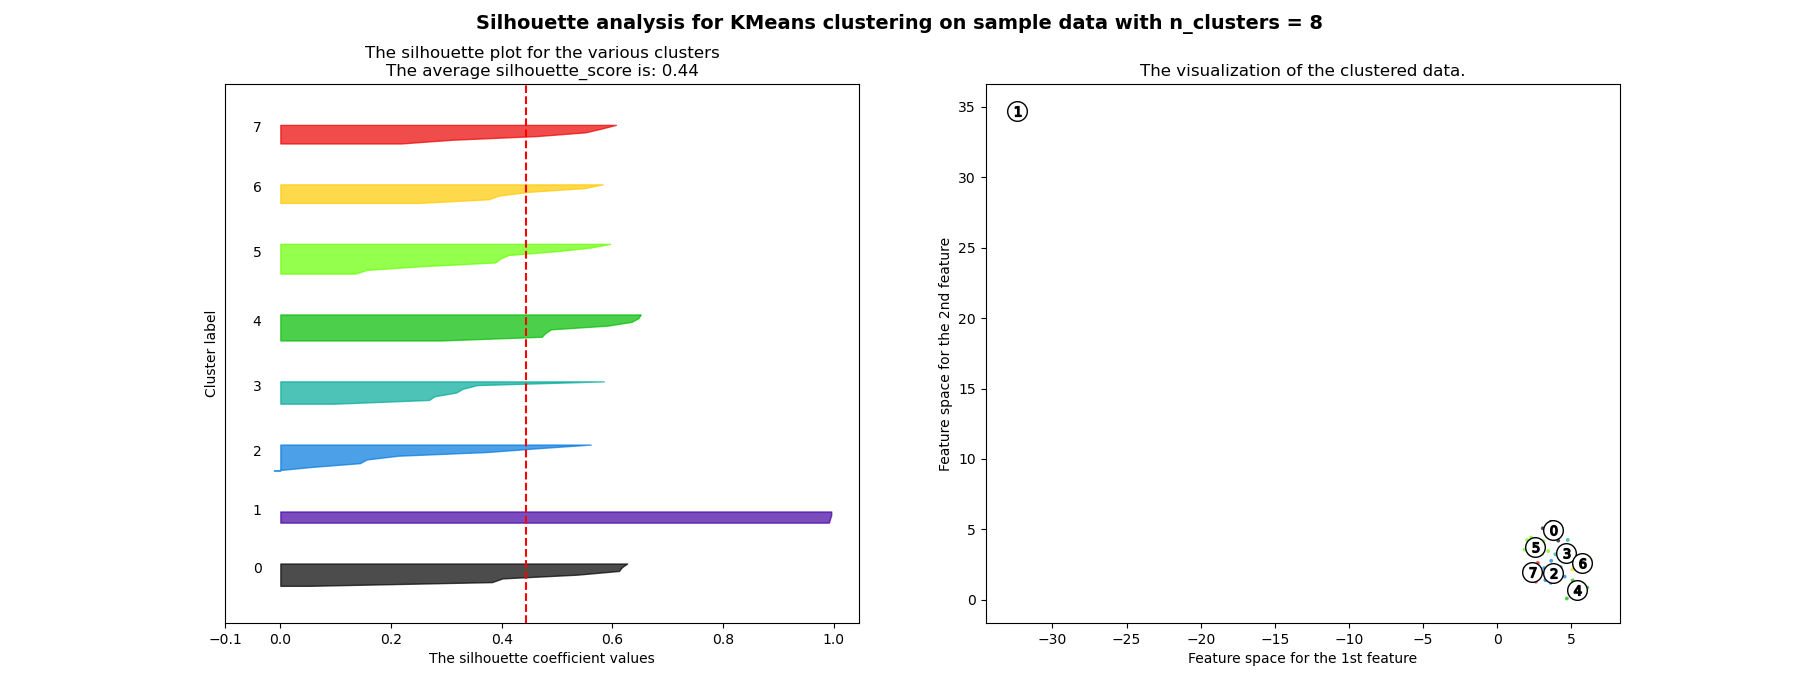 Silhouette analysis for KMeans clustering on sample data with n_clusters = 8
The silhouette plot for the various clusters
The average silhouette_score is: 0.44
7
6
5
4
3
2
1
0
Cluster label
−0.1 0.0 0.2 0.4 0.6 0.8 1.0
The silhouette coefficient values
The visualization of the clustered data.
35
30
25
20
15
10
5
0
Feature space for the 2nd feature
1
0
5
3
6
7 2
4
−30 −25 −20 −15 −10 −5 0 5
Feature space for the 1st feature